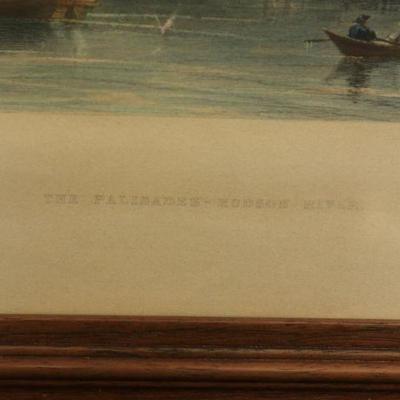 THE PALISADES-HUDSON RIVER.